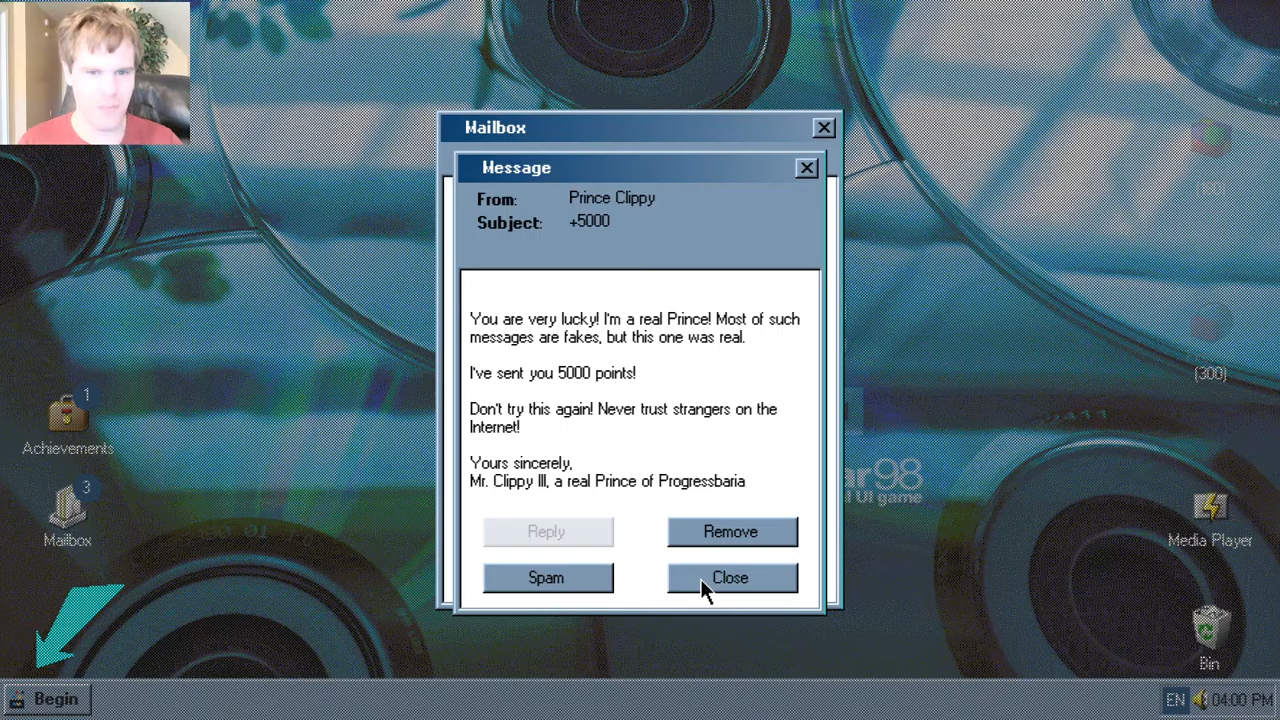 Mailbox
Message
From: Prince Clippy
Subject: +5000
You are very lucky! I'm a real Prince! Most of such
messages are fakes, but this one was real.
I've sent you 5000 points!
Don't try this again! Never trust strangers on the
Internet!
Yours sincerely,
Mr. Clippy III, a real Prince of Progressbaria
Reply
Remove
Spam
Close
1
Achievements
3
Mailbox
(300)
ar98
l UI game
Media Player
Bin
Begin
EN
04:00 PM